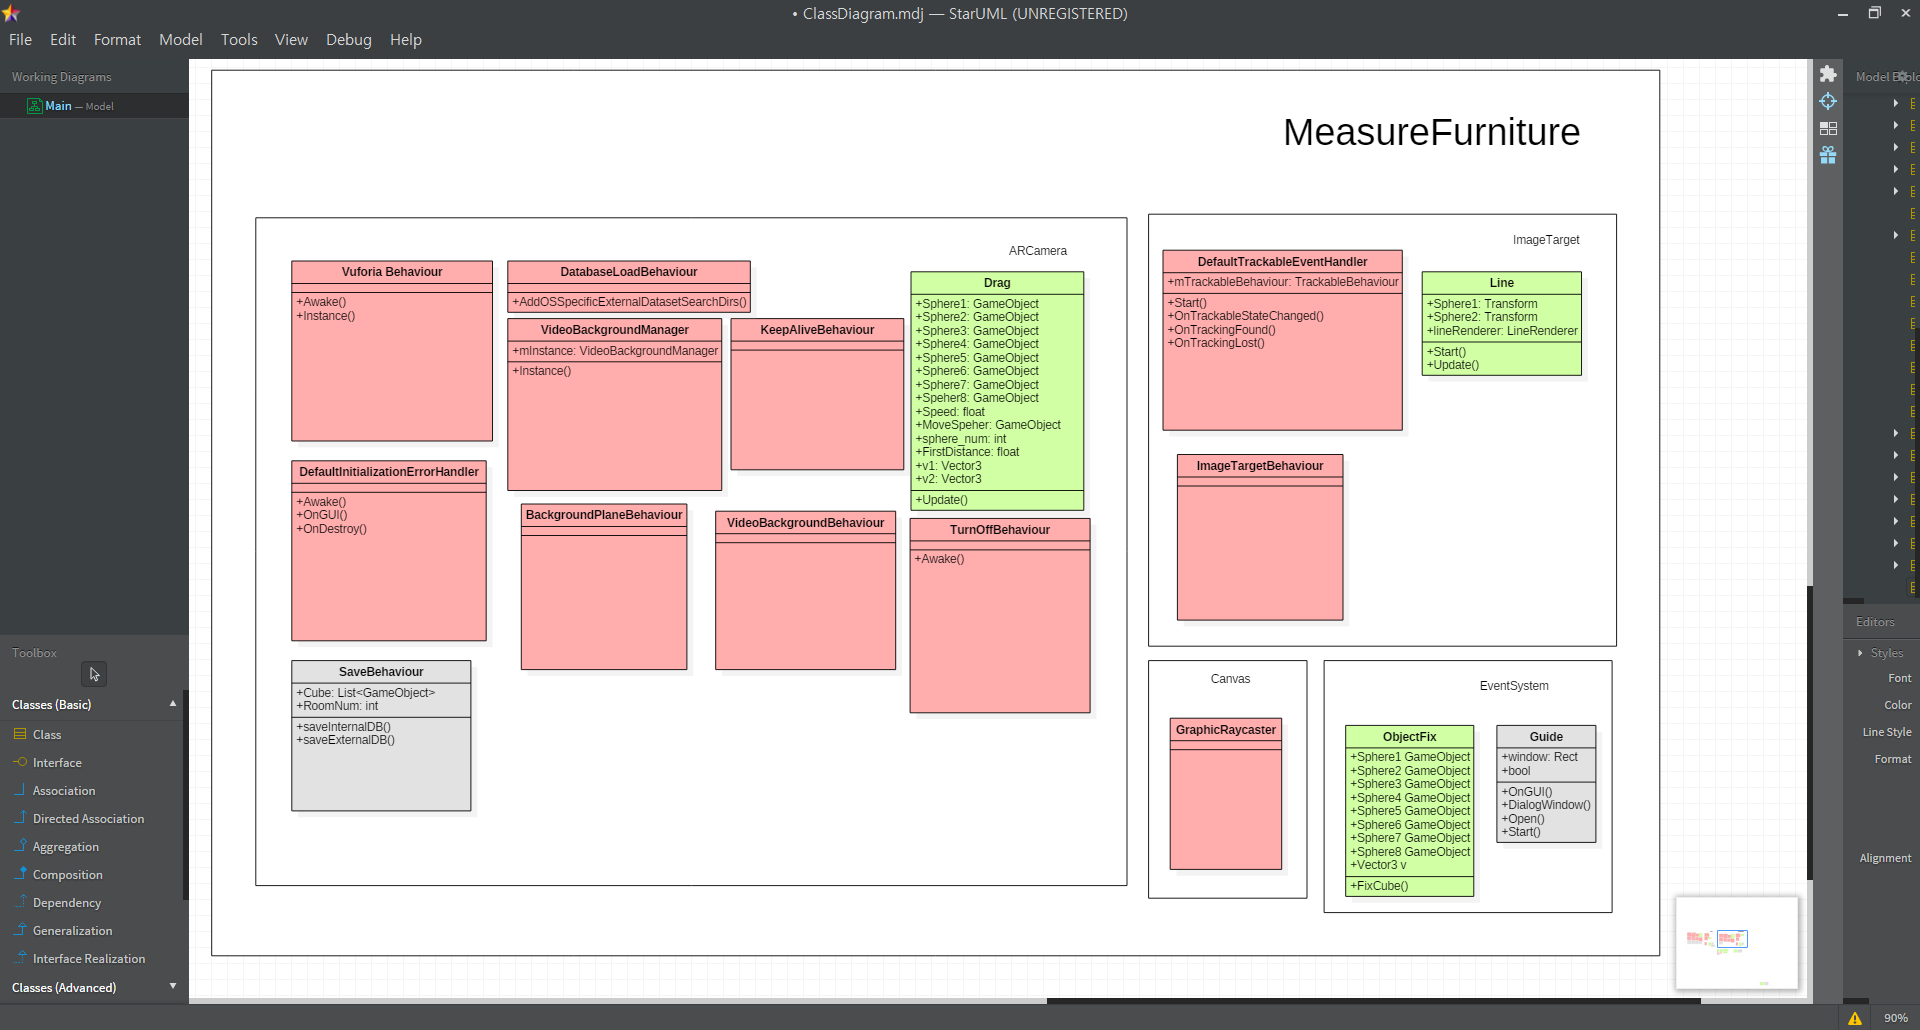 • ClassDiagram.mdj — StarUML (UNREGISTERED)
File Edit Format Model Tools View Debug Help
Working Diagrams
Main — Model
Toolbox
Classes (Basic)
Class
Interface
Association
Directed Association
Aggregation
Composition
Dependency
Generalization
Interface Realization
Classes (Advanced)
MeasureFurniture
ARCamera
Vuforia Behaviour
+Awake()
+Instance()
DatabaseLoadBehaviour
+AddOSSpecificExternalDatasetSearchDirs()
VideoBackgroundManager
+mInstance: VideoBackgroundManager
+Instance()
KeepAliveBehaviour
Drag
+Sphere1: GameObject
+Sphere2: GameObject
+Sphere3: GameObject
+Sphere4: GameObject
+Sphere5: GameObject
+Sphere6: GameObject
+Sphere7: GameObject
+Speher8: GameObject
+Speed: float
+MoveSpeher: GameObject
+sphere_num: int
+FirstDistance: float
+v1: Vector3
+v2: Vector3
+Update()
DefaultInitializationErrorHandler
+Awake()
+OnGUI()
+OnDestroy()
BackgroundPlaneBehaviour
VideoBackgroundBehaviour
TurnOffBehaviour
+Awake()
SaveBehaviour
+Cube: List<GameObject>
+RoomNum: int
+saveInternalDB()
+saveExternalDB()
ImageTarget
DefaultTrackableEventHandler
+mTrackableBehaviour: TrackableBehaviour
+Start()
+OnTrackableStateChanged()
+OnTrackingFound()
+OnTrackingLost()
Line
+Sphere1: Transform
+Sphere2: Transform
+lineRenderer: LineRenderer
+Start()
+Update()
ImageTargetBehaviour
Canvas
GraphicRaycaster
EventSystem
ObjectFix
+Sphere1 GameObject
+Sphere2 GameObject
+Sphere3 GameObject
+Sphere4 GameObject
+Sphere5 GameObject
+Sphere6 GameObject
+Sphere7 GameObject
+Sphere8 GameObject
+Vector3 v
+FixCube()
Guide
+window: Rect
+bool
+OnGUI()
+DialogWindow()
+Open()
+Start()
Model
Editors
Styles
Font
Color
Line Style
Format
Alignment
90%